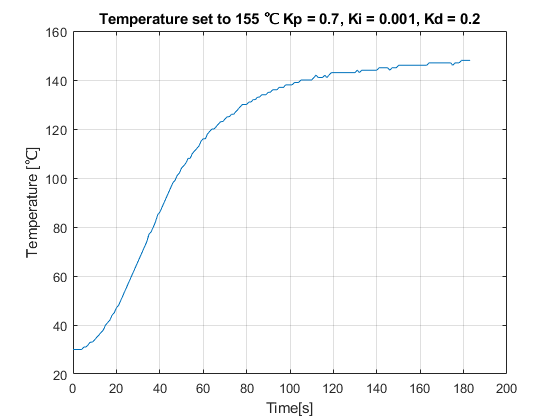 Temperature set to 155 ℃ Kp = 0.7, Ki = 0.001, Kd = 0.2
160
140
120
100
80
60
40
20
Temperature [℃]
0 20 40 60 80 100 120 140 160 180 200
Time[s]